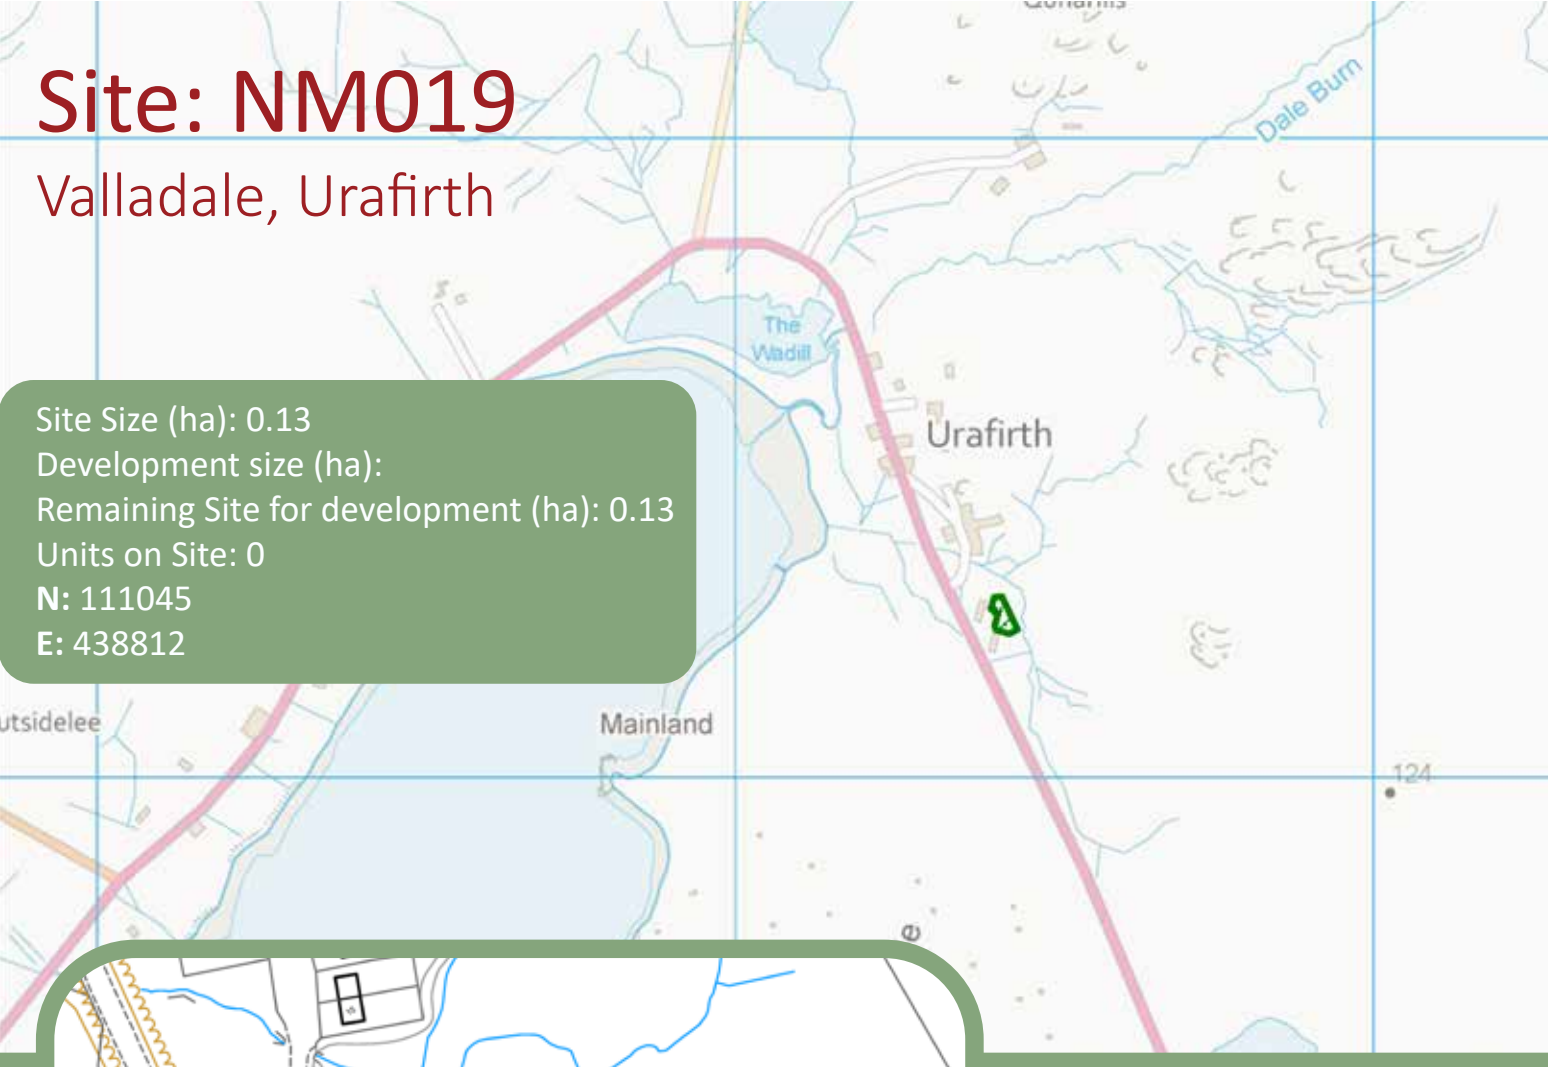 Site: NM019
Valladale, Urafirth
Dale Burn
The
Wadill
Site Size (ha): 0.13
Development size (ha):
Remaining Site for development (ha): 0.13
Units on Site: 0
N: 111045
E: 438812
Urafirth
utsidelee
Mainland
124
e